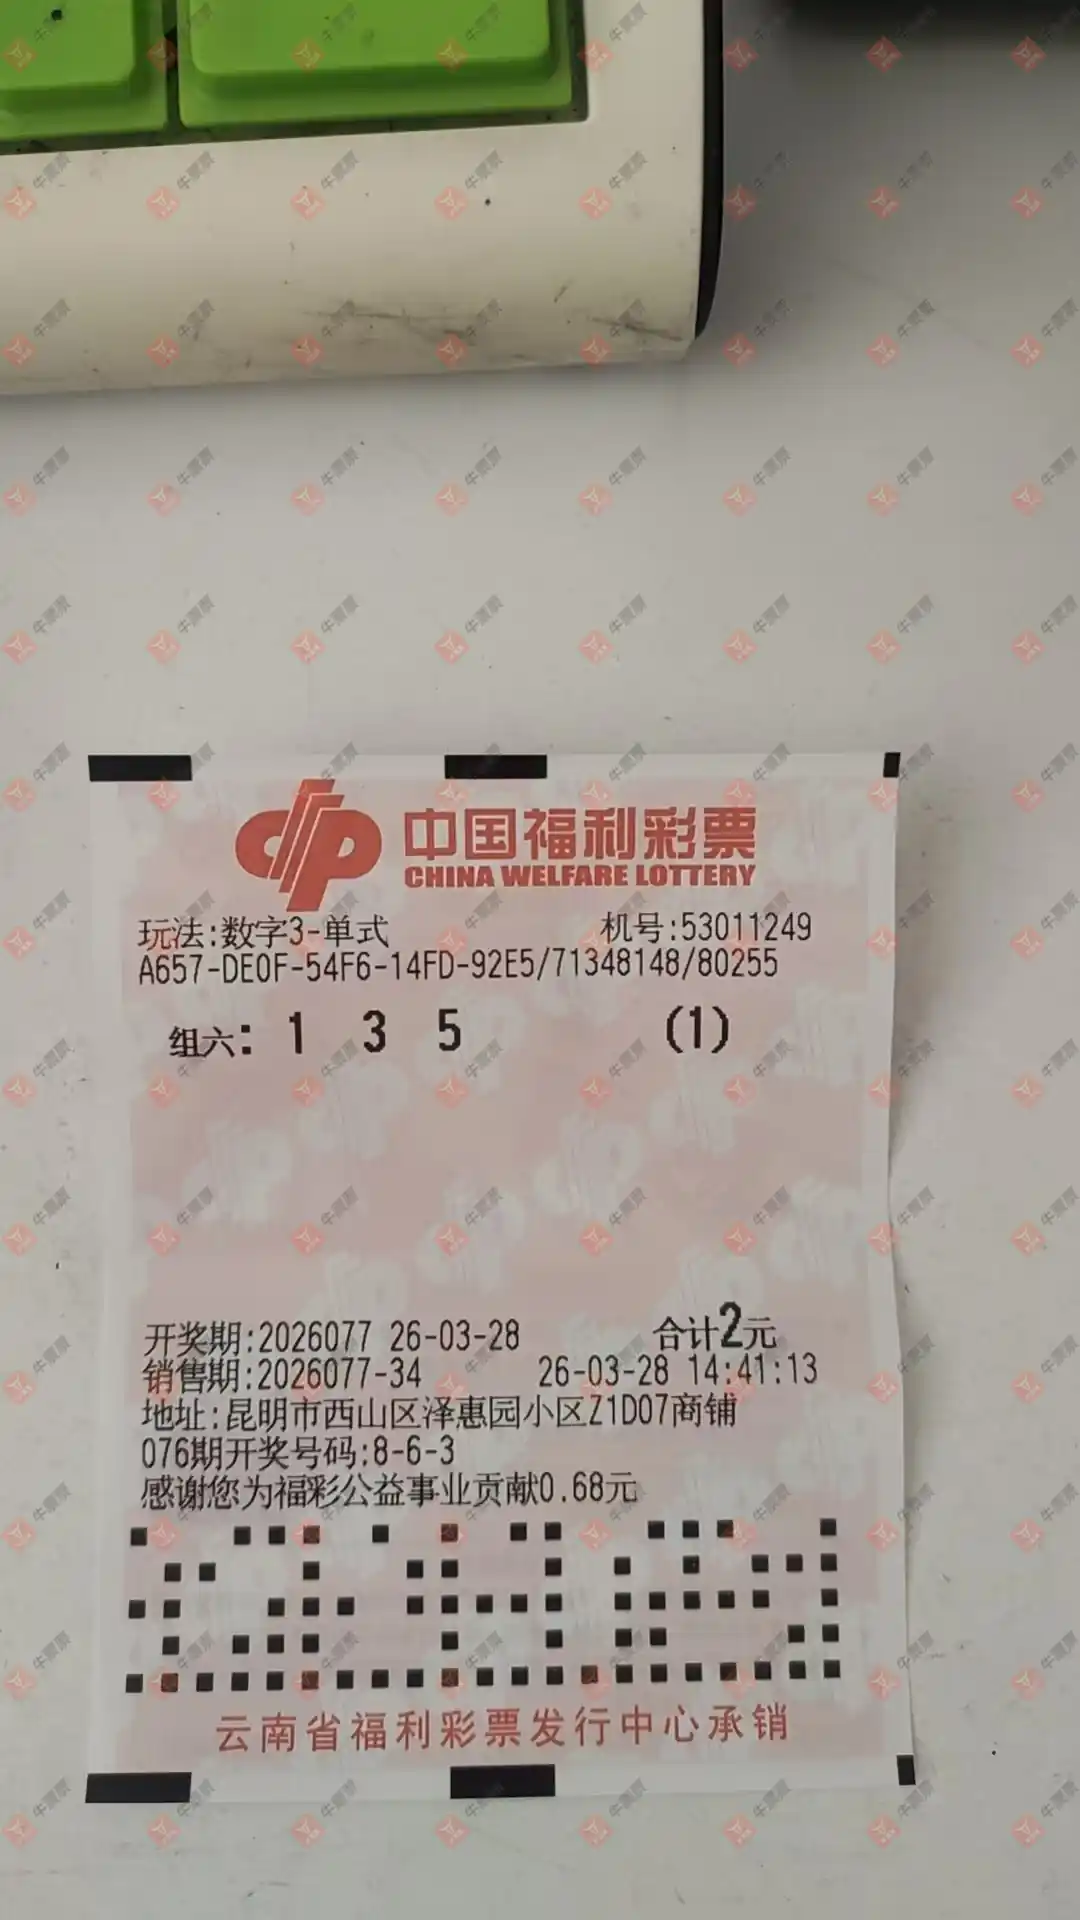 中国福利彩票
CHINA WELFARE LOTTERY
玩法:数字3-单式 机号:53011249
A657-DE0F-54F6-14FD-92E5/71348148/80255
组六: 1 3 5 (1)
开奖期:2026077 26-03-28 合计2元
销售期:2026077-34 26-03-28 14:41:13
地址:昆明市西山区泽惠园小区Z1D07商铺
076期开奖号码:8-6-3
感谢您为福彩公益事业贡献0.68元
云南省福利彩票发行中心承销